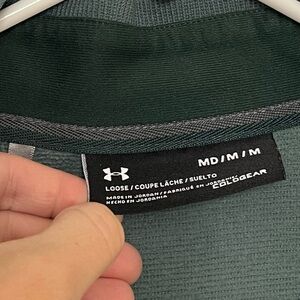 MD/M/M
LOOSE / COUPE LÂCHE / SUELTO
MADE IN JORDAN / FABRIQUÉ EN JORDANIE
HECHO EN JORDANIA
COLDGEAR